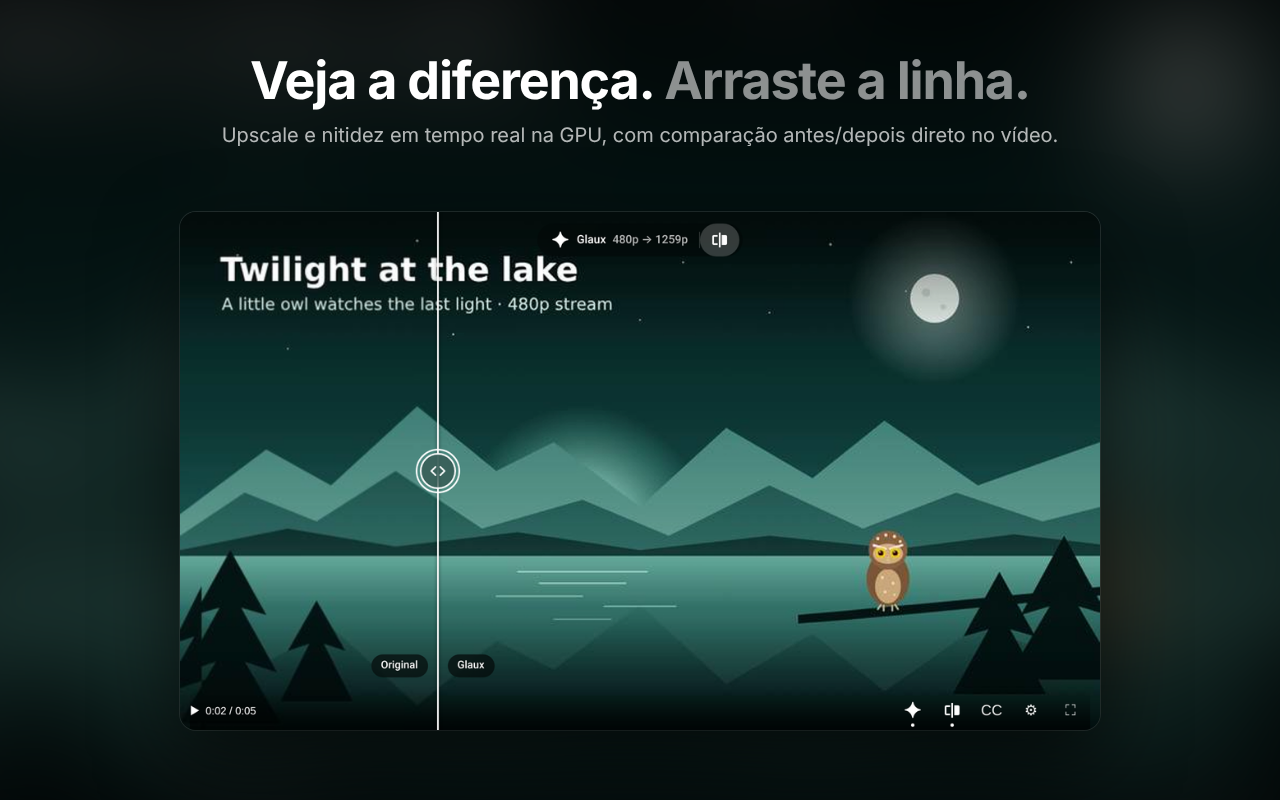 Veja a diferença. Arraste a linha.
Upscale e nitidez em tempo real na GPU, com comparação antes/depois direto no vídeo.
Glaux 480p → 1259p
Twilight at the lake
A little owl watches the last light · 480p stream
Original
Glaux
0:02 / 0:05
CC